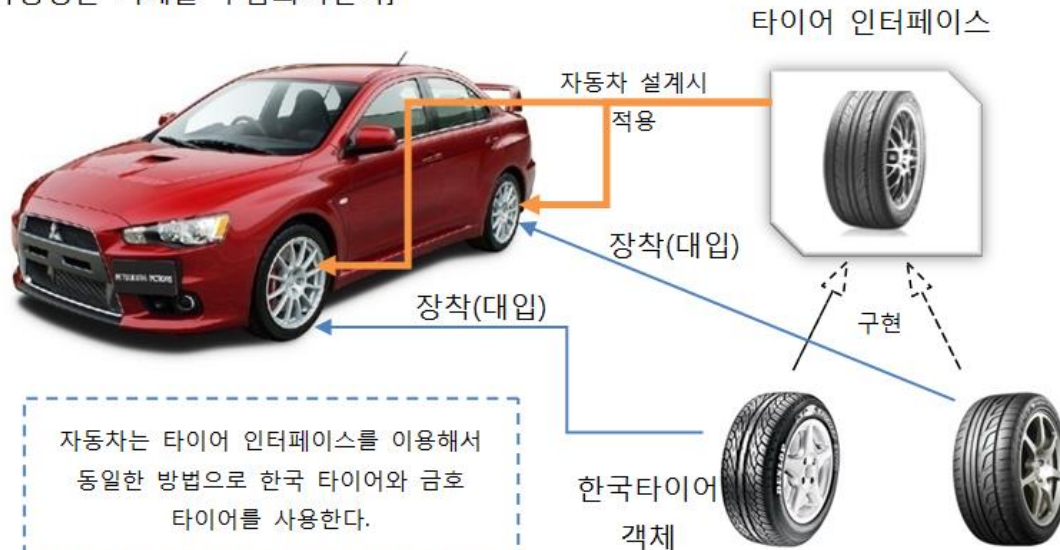 타이어 인터페이스
자동차 설계시
적용
장착(대입)
장착(대입)
구현
자동차는 타이어 인터페이스를 이용해서
동일한 방법으로 한국 타이어와 금호
타이어를 사용한다.
한국타이어
객체